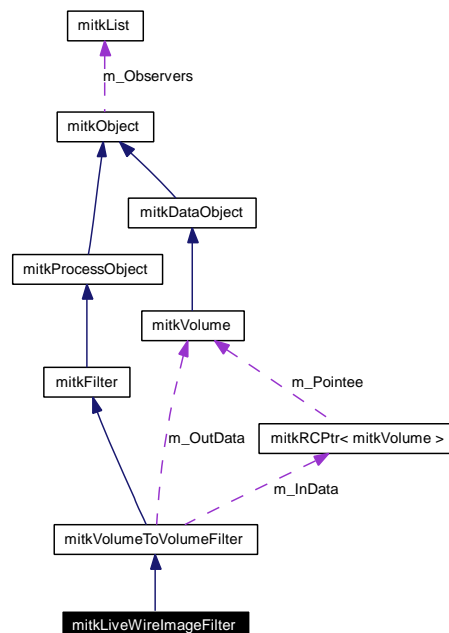 mitkList
m_Observers
mitkObject
mitkDataObject
mitkProcessObject
mitkVolume
mitkFilter
m_Pointee
m_OutData
mitkRCPtr< mitkVolume >
m_InData
mitkVolumeToVolumeFilter
mitkLiveWireImageFilter